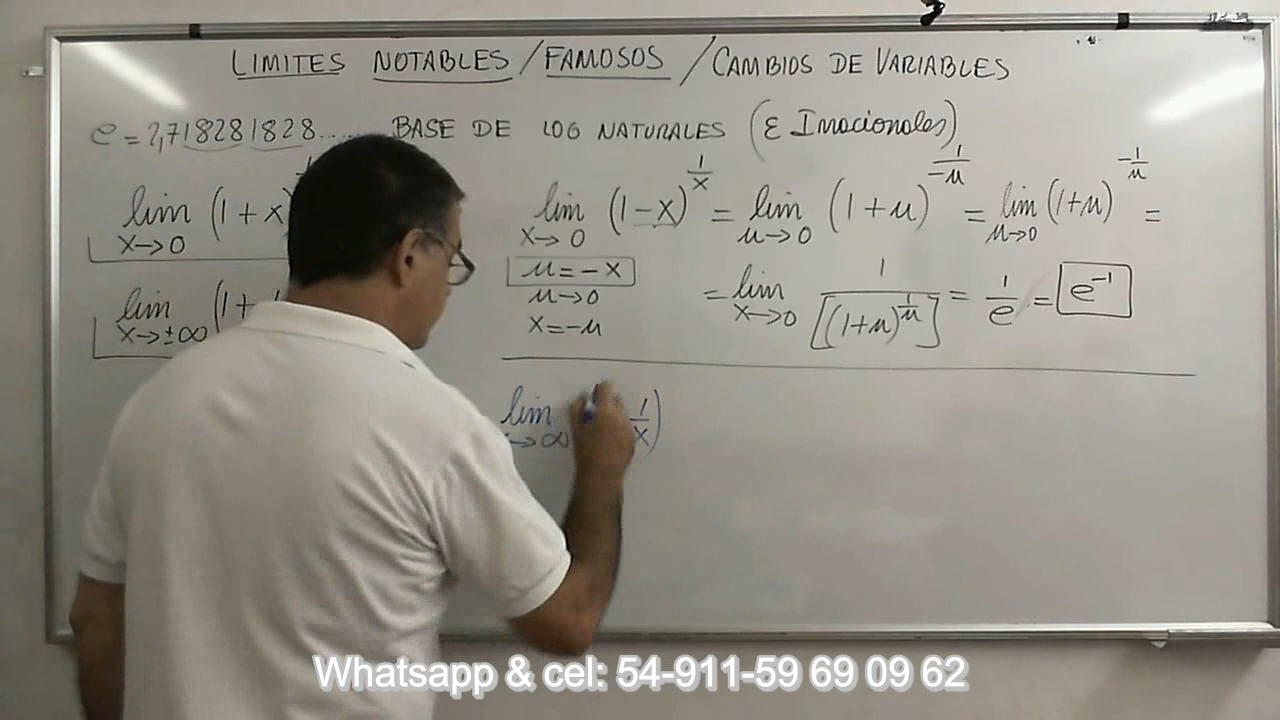 LIMITES NOTABLES / FAMOSOS / CAMBIOS DE VARIABLES
e = 2,718281828...... BASE DE LOG NATURALES (E Irracionales)
lim (1 + x)
x→0
lim (1-x)^(1/x) = lim (1+u)^(1/-u) = lim (1+u)^(-1/u) =
x→0 u→0 u→0
u = -x
u→0
x = -u
= lim 1/[(1+u)^(1/u)] = 1/e = e^-1
x→0
lim (1+
x→±∞
lim 1/x)
→∞
Whatsapp & cel: 54-911-59 69 09 62